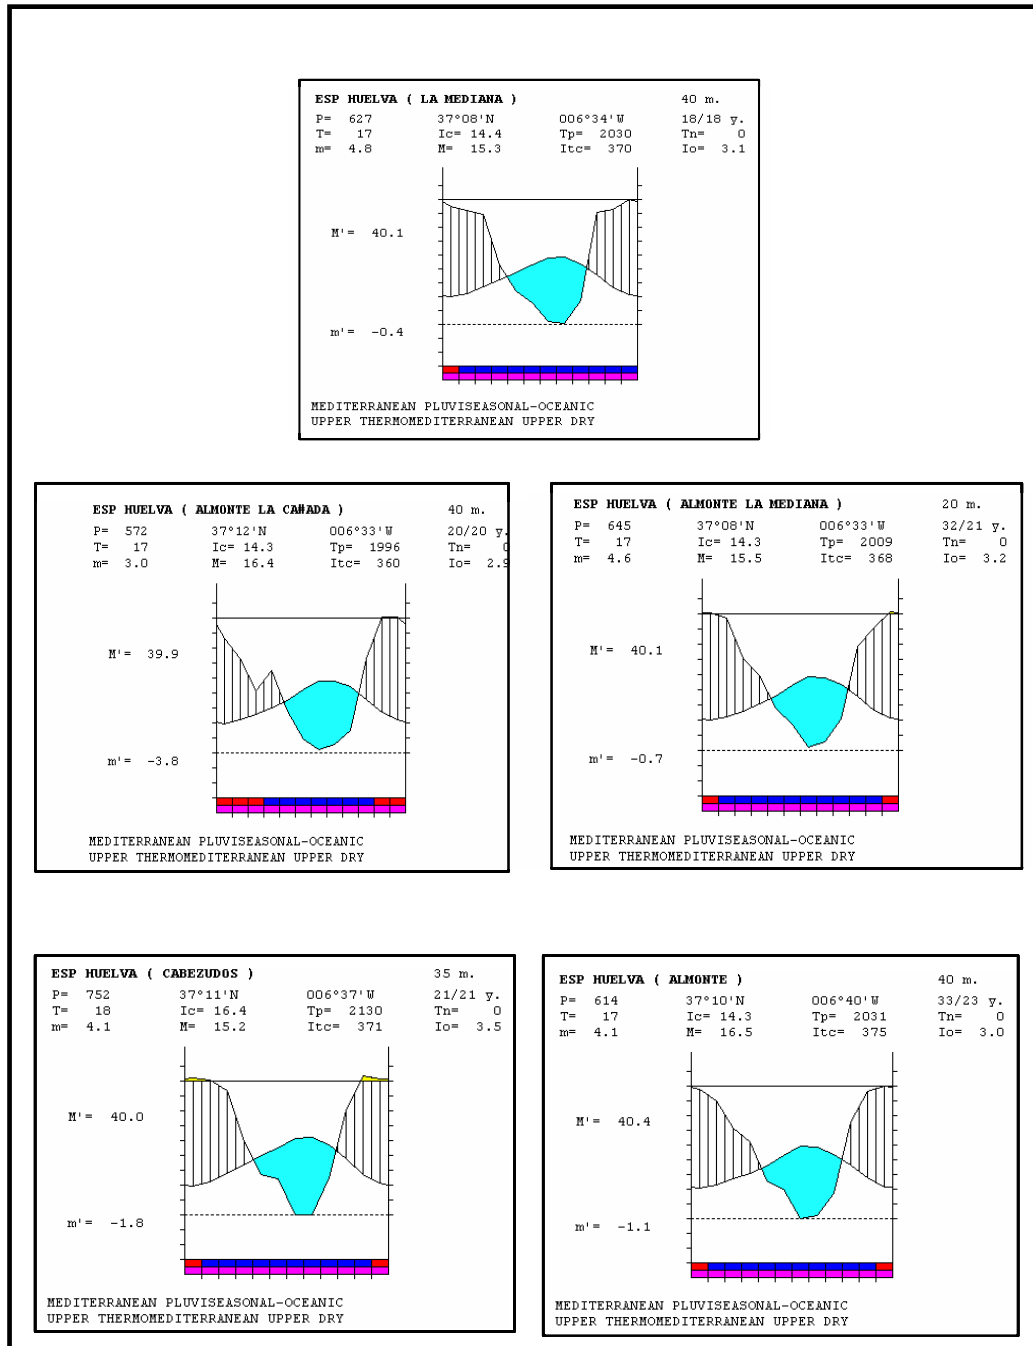 ESP HUELVA ( LA MEDIANA ) 40 m.
P= 627 37°08'N 006°34'W 18/18 y.
T= 17 Ic= 14.4 Tp= 2030 Tn= 0
m= 4.8 M= 15.3 Itc= 370 Io= 3.1
M'= 40.1
m'= -0.4
MEDITERRANEAN PLUVISEASONAL-OCEANIC
UPPER THERMOMEDITERRANEAN UPPER DRY
ESP HUELVA ( ALMONTE LA CAñADA ) 40 m.
P= 572 37°12'N 006°33'W 20/20 y.
T= 17 Ic= 14.3 Tp= 1996 Tn= 0
m= 3.0 M= 16.4 Itc= 360 Io= 2.9
M'= 39.9
m'= -3.8
MEDITERRANEAN PLUVISEASONAL-OCEANIC
UPPER THERMOMEDITERRANEAN UPPER DRY
ESP HUELVA ( ALMONTE LA MEDIANA ) 20 m.
P= 645 37°08'N 006°33'W 32/21 y.
T= 17 Ic= 14.3 Tp= 2009 Tn= 0
m= 4.6 M= 15.5 Itc= 368 Io= 3.2
M'= 40.1
m'= -0.7
MEDITERRANEAN PLUVISEASONAL-OCEANIC
UPPER THERMOMEDITERRANEAN UPPER DRY
ESP HUELVA ( CABEZUDOS ) 35 m.
P= 752 37°11'N 006°37'W 21/21 y.
T= 18 Ic= 16.4 Tp= 2130 Tn= 0
m= 4.1 M= 15.2 Itc= 371 Io= 3.5
M'= 40.0
m'= -1.8
MEDITERRANEAN PLUVISEASONAL-OCEANIC
UPPER THERMOMEDITERRANEAN UPPER DRY
ESP HUELVA ( ALMONTE ) 40 m.
P= 614 37°10'N 006°40'W 33/23 y.
T= 17 Ic= 14.3 Tp= 2031 Tn= 0
m= 4.1 M= 16.5 Itc= 375 Io= 3.0
M'= 40.4
m'= -1.1
MEDITERRANEAN PLUVISEASONAL-OCEANIC
UPPER THERMOMEDITERRANEAN UPPER DRY